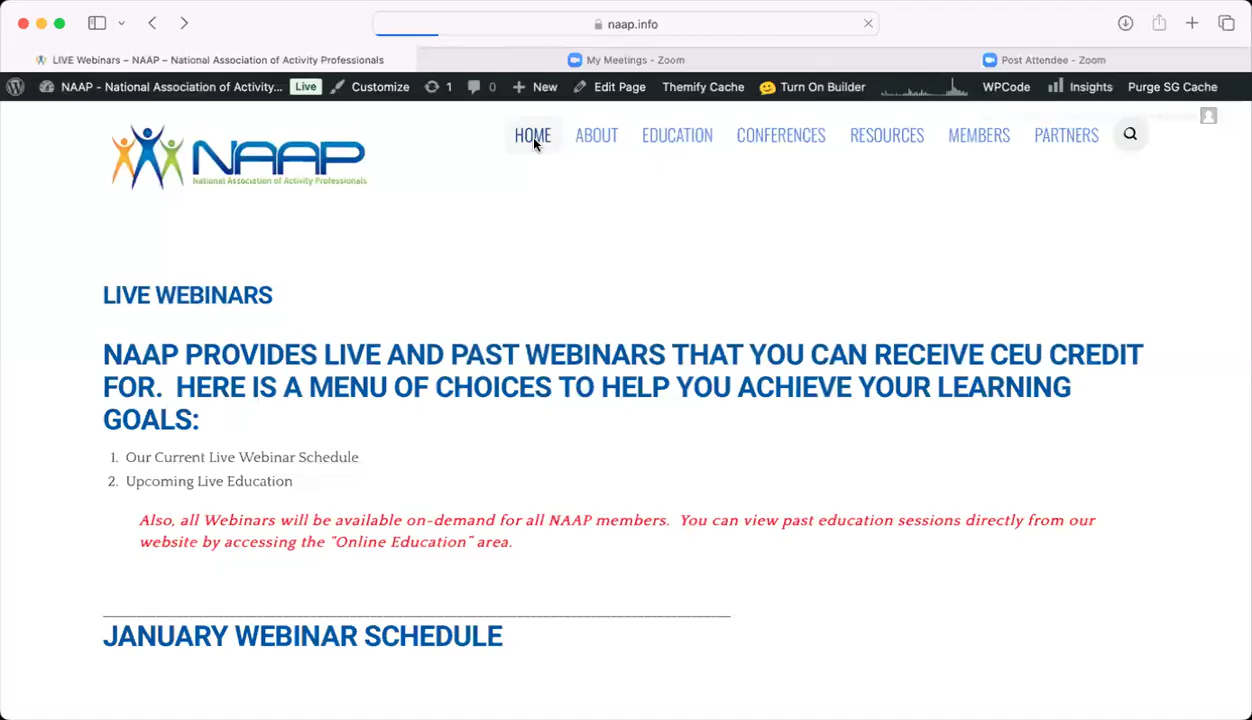 naap.info
LIVE Webinars – NAAP – National Association of Activity Professionals
My Meetings - Zoom
Post Attendee - Zoom
NAAP - National Association of Activity... Live Customize 1 0 New Edit Page Themify Cache Turn On Builder WPCode Insights Purge SG Cache
HOME ABOUT EDUCATION CONFERENCES RESOURCES MEMBERS PARTNERS
NAAP
National Association of Activity Professionals
LIVE WEBINARS
NAAP PROVIDES LIVE AND PAST WEBINARS THAT YOU CAN RECEIVE CEU CREDIT
FOR. HERE IS A MENU OF CHOICES TO HELP YOU ACHIEVE YOUR LEARNING
GOALS:
1. Our Current Live Webinar Schedule
2. Upcoming Live Education
Also, all Webinars will be available on-demand for all NAAP members. You can view past education sessions directly from our
website by accessing the “Online Education” area.
JANUARY WEBINAR SCHEDULE